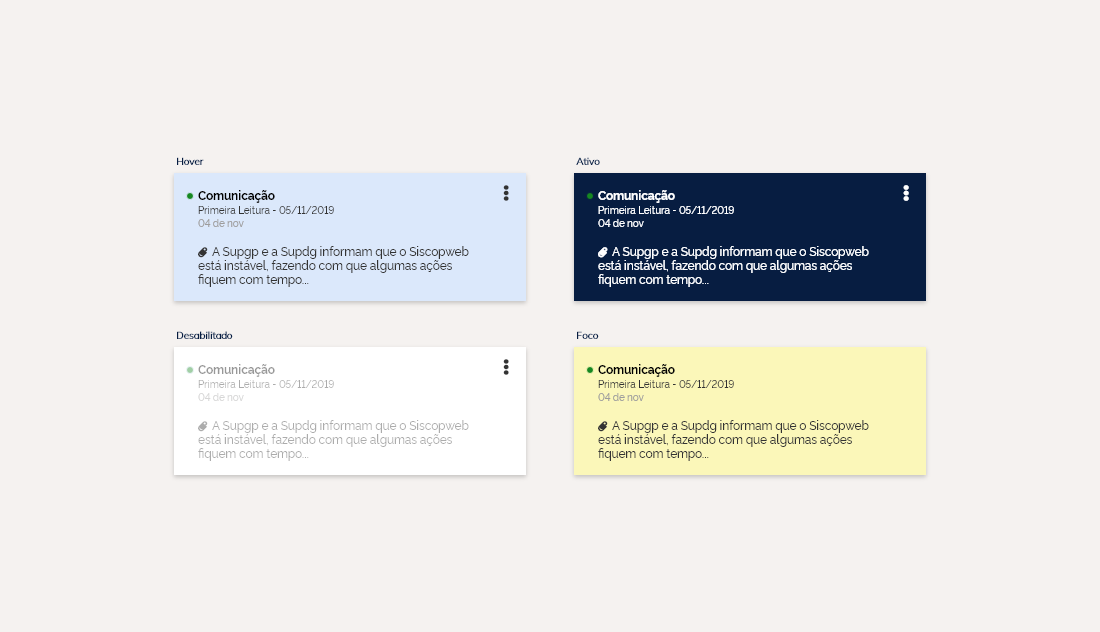 Hover
Comunicação
Primeira Leitura - 05/11/2019
04 de nov
A Supgp e a Supdg informam que o Siscopweb
está instável, fazendo com que algumas ações
fiquem com tempo...
Ativo
Comunicação
Primeira Leitura - 05/11/2019
04 de nov
A Supgp e a Supdg informam que o Siscopweb
está instável, fazendo com que algumas ações
fiquem com tempo...
Desabilitado
Comunicação
Primeira Leitura - 05/11/2019
04 de nov
A Supgp e a Supdg informam que o Siscopweb
está instável, fazendo com que algumas ações
fiquem com tempo...
Foco
Comunicação
Primeira Leitura - 05/11/2019
04 de nov
A Supgp e a Supdg informam que o Siscopweb
está instável, fazendo com que algumas ações
fiquem com tempo...